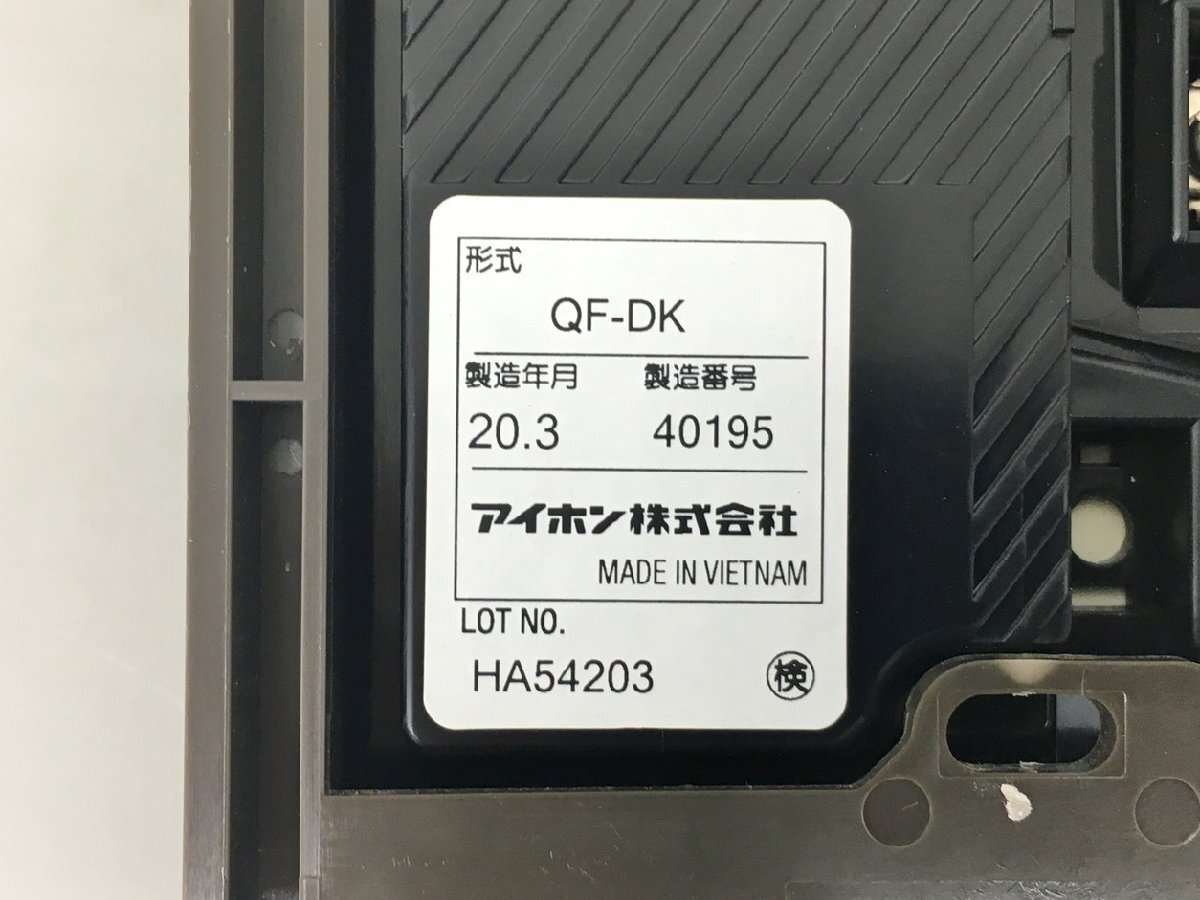 形式
QF-DK
製造年月 製造番号
20.3 40195
アイホン株式会社
MADE IN VIETNAM
LOT NO.
HA54203 検